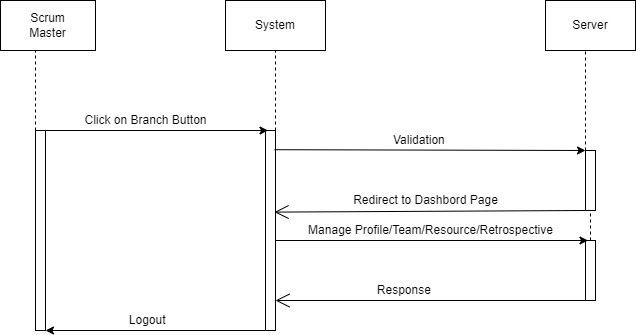 Scrum
Master
System
Server
Click on Branch Button
Validation
Redirect to Dashbord Page
Manage Profile/Team/Resource/Retrospective
Response
Logout